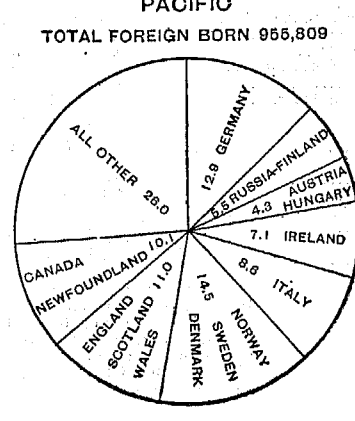 PACIFIC
TOTAL FOREIGN BORN 955,809
12.9 GERMANY
5.5 RUSSIA-FINLAND
4.3 AUSTRIA
HUNGARY
7.1 IRELAND
8.6 ITALY
14.5 NORWAY
SWEDEN
DENMARK
ENGLAND
SCOTLAND 11.0
WALES
CANADA
NEWFOUNDLAND 10.1
ALL OTHER 26.0